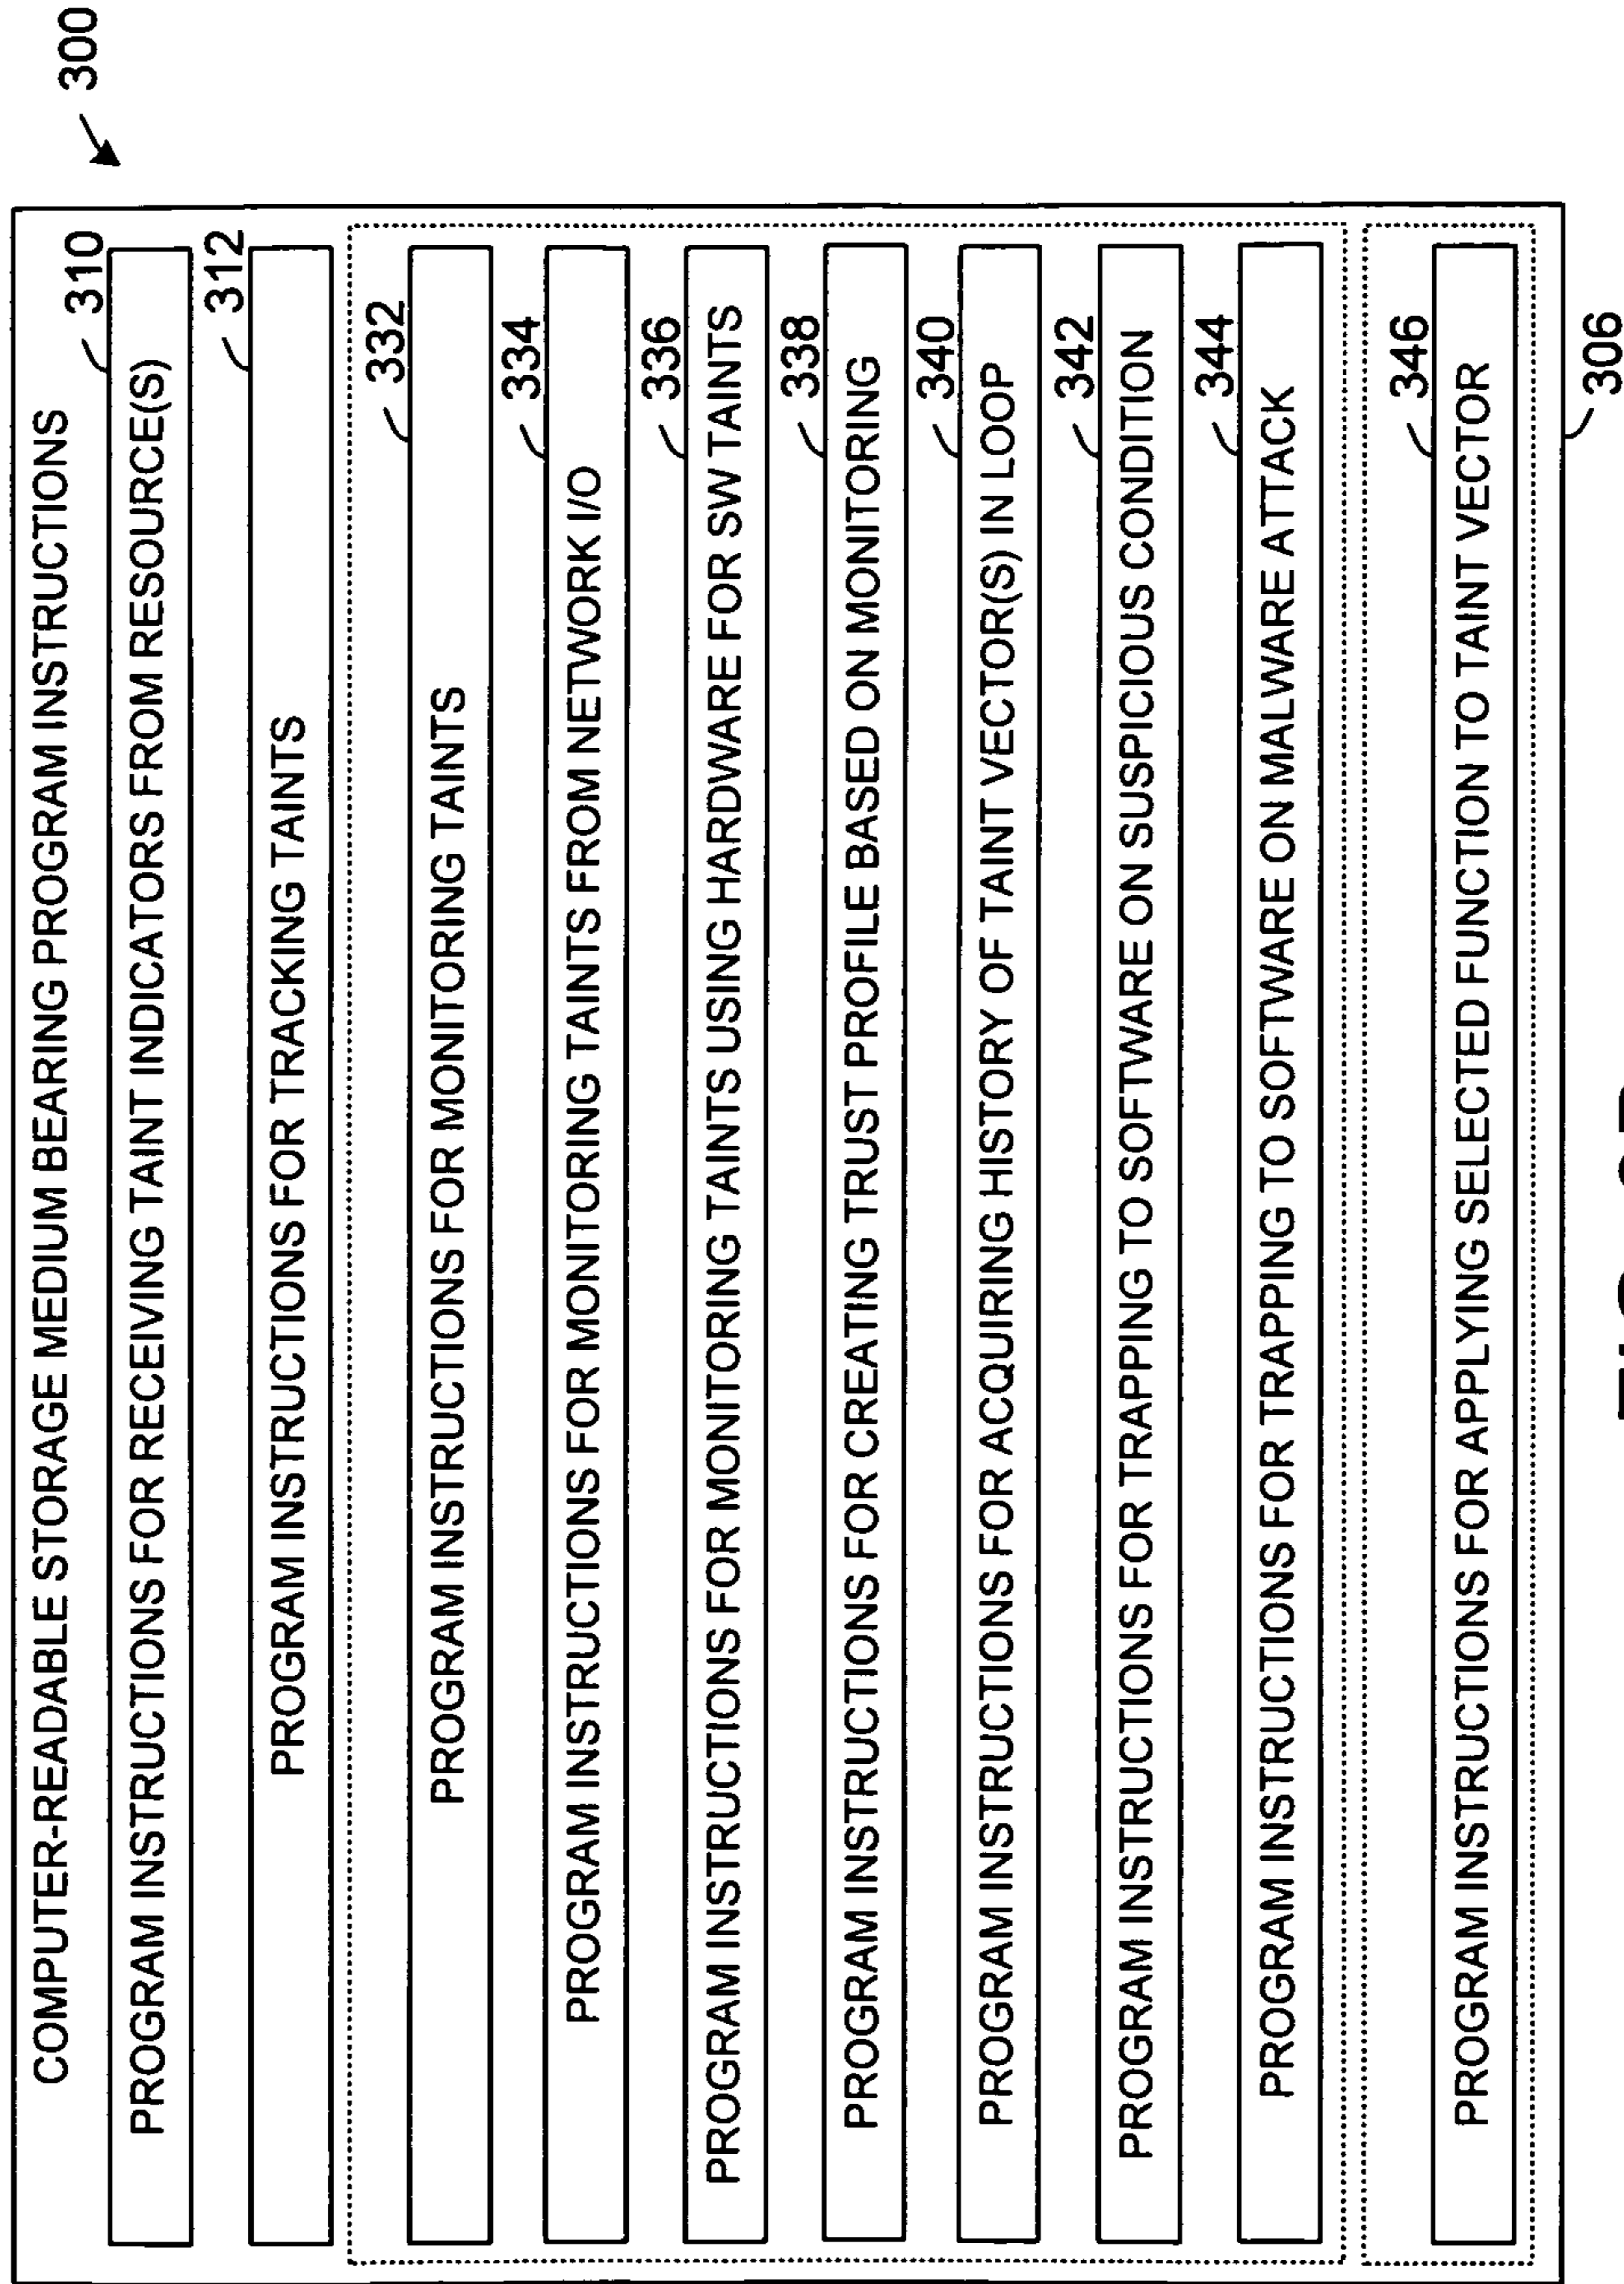 300
COMPUTER-READABLE STORAGE MEDIUM BEARING PROGRAM INSTRUCTIONS
310
PROGRAM INSTRUCTIONS FOR RECEIVING TAINT INDICATORS FROM RESOURCE(S)
312
PROGRAM INSTRUCTIONS FOR TRACKING TAINTS
332
PROGRAM INSTRUCTIONS FOR MONITORING TAINTS
334
PROGRAM INSTRUCTIONS FOR MONITORING TAINTS FROM NETWORK I/O
336
PROGRAM INSTRUCTIONS FOR MONITORING TAINTS USING HARDWARE FOR SW TAINTS
338
PROGRAM INSTRUCTIONS FOR CREATING TRUST PROFILE BASED ON MONITORING
340
PROGRAM INSTRUCTIONS FOR ACQUIRING HISTORY OF TAINT VECTOR(S) IN LOOP
342
PROGRAM INSTRUCTIONS FOR TRAPPING TO SOFTWARE ON SUSPICIOUS CONDITION
344
PROGRAM INSTRUCTIONS FOR TRAPPING TO SOFTWARE ON MALWARE ATTACK
346
PROGRAM INSTRUCTIONS FOR APPLYING SELECTED FUNCTION TO TAINT VECTOR
306